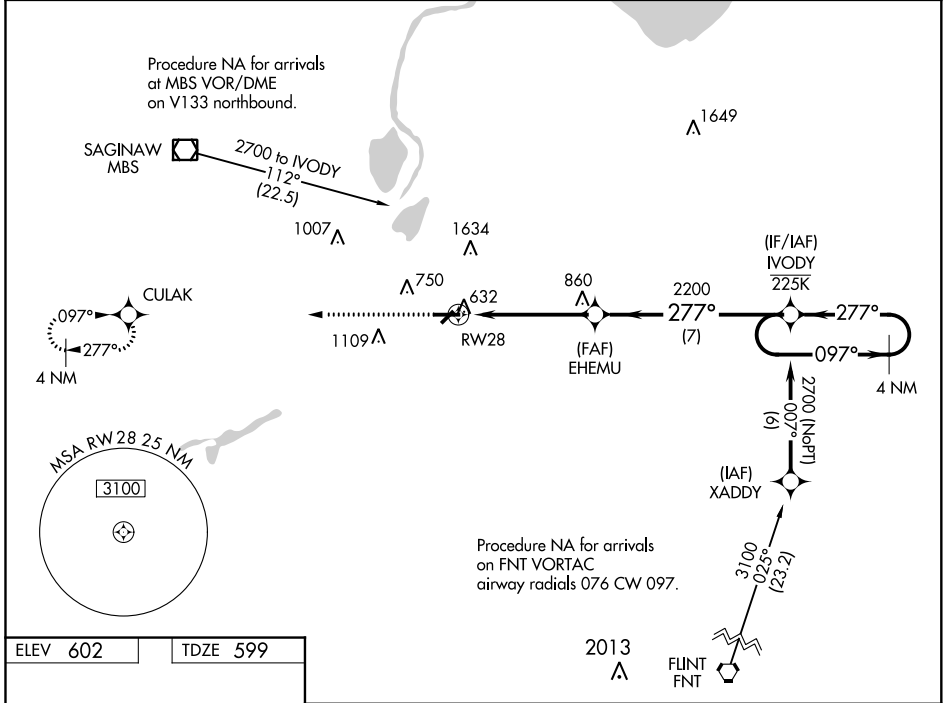 Procedure NA for arrivals
at MBS VOR/DME
on V133 northbound.
1649
SAGINAW
MBS
2700 to IVODY
112°
(22.5)
1007
1634
(IF/IAF)
IVODY
225K
CULAK
097°
277°
4 NM
750
632
1109
RW28
860
(FAF)
EHEMU
2200
277°
(7)
277°
097°
4 NM
2700 (NoPT)
007°
(6)
(IAF)
XADDY
MSA RW 28 25 NM
3100
Procedure NA for arrivals
on FNT VORTAC
airway radials 076 CW 097.
3100
025°
(23.2)
2013
FLINT
FNT
ELEV 602
TDZE 599